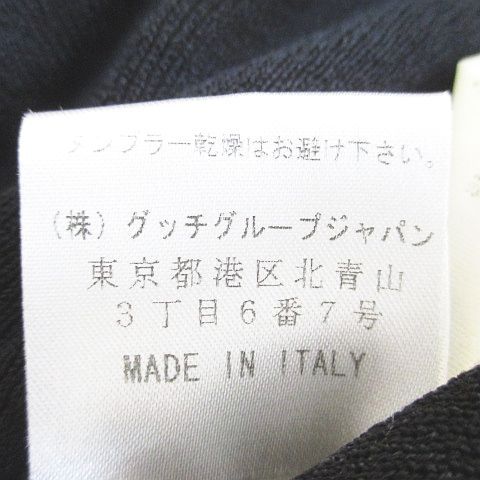 タンブラー乾燥はお避け下さい。
(株)グッチグループジャパン
東京都港区北青山
3丁目6番7号
MADE IN ITALY